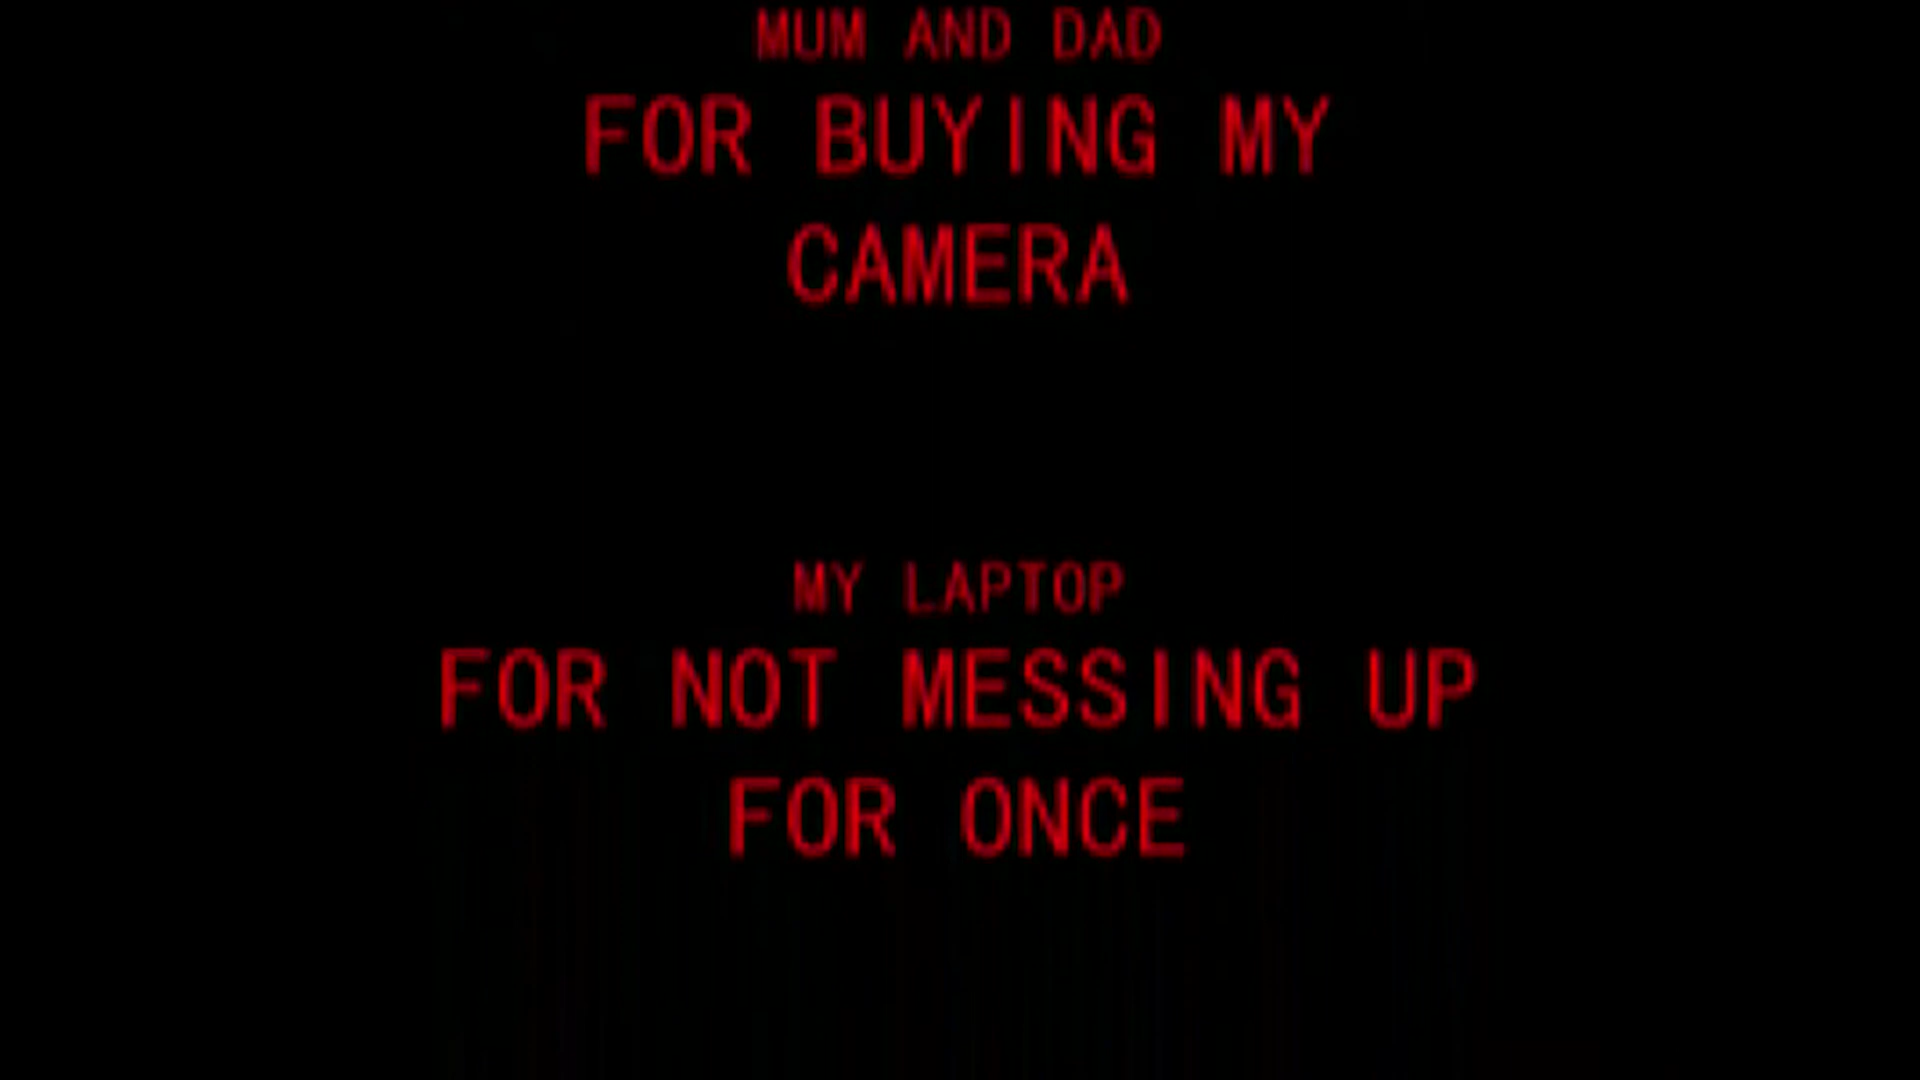 MUM AND DAD
FOR BUYING MY
CAMERA
MY LAPTOP
FOR NOT MESSING UP
FOR ONCE